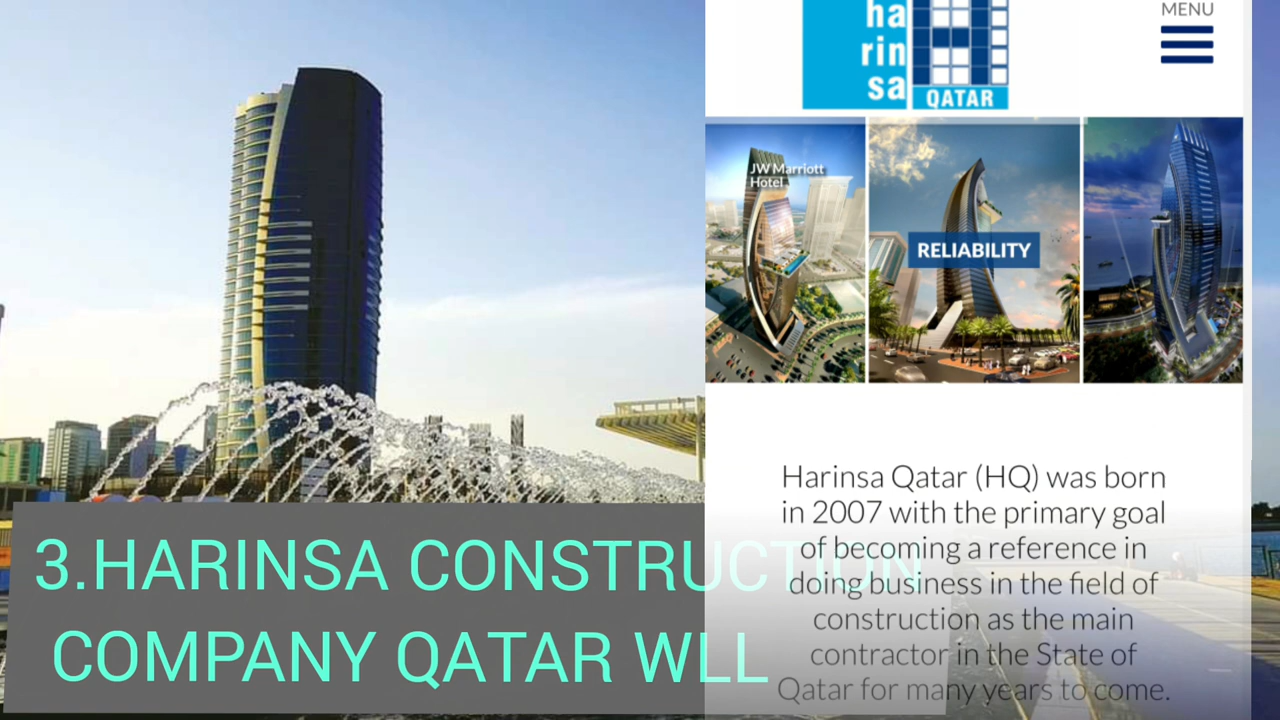 3.HARINSA CONSTRUCTION
COMPANY QATAR WLL
ha
rin
sa
QATAR
MENU
JW Marriott
Hotel
RELIABILITY
Harinsa Qatar (HQ) was born
in 2007 with the primary goal
of becoming a reference in
doing business in the field of
construction as the main
contractor in the State of
Qatar for many years to come.